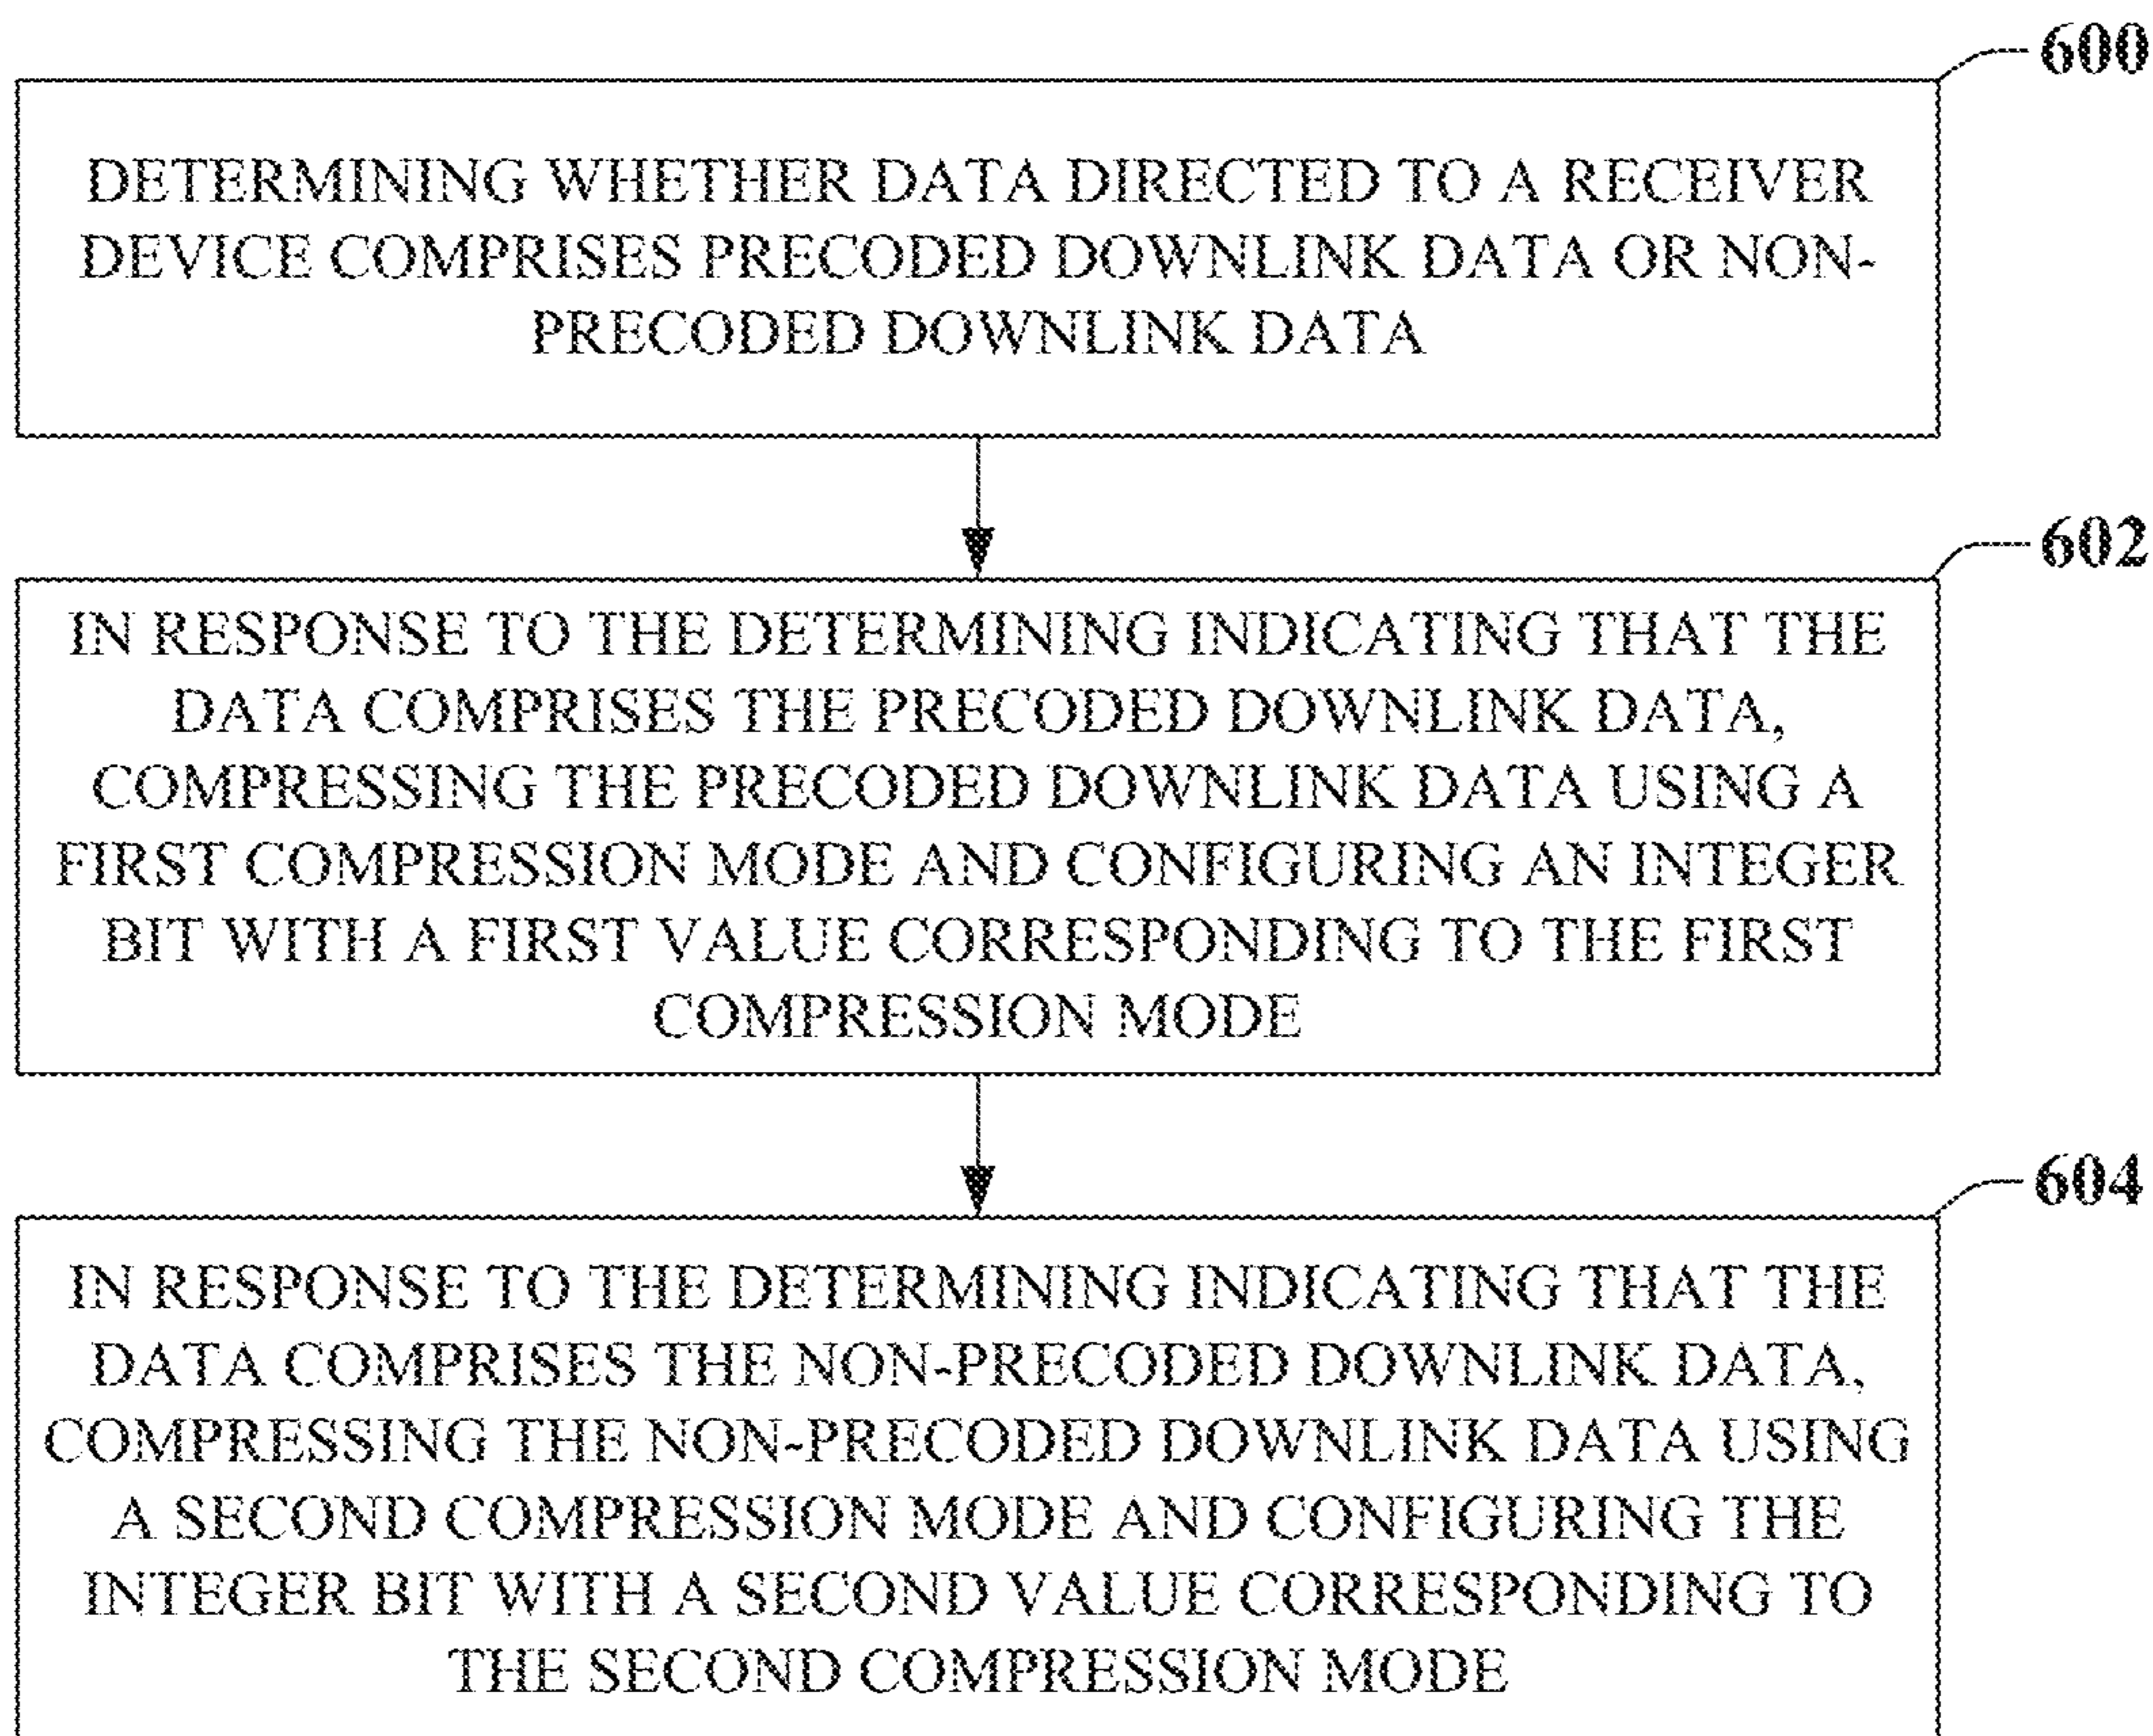 600
DETERMINING WHETHER DATA DIRECTED TO A RECEIVER
DEVICE COMPRISES PRECODED DOWNLINK DATA OR NON-
PRECODED DOWNLINK DATA
602
IN RESPONSE TO THE DETERMINING INDICATING THAT THE
DATA COMPRISES THE PRECODED DOWNLINK DATA,
COMPRESSING THE PRECODED DOWNLINK DATA USING A
FIRST COMPRESSION MODE AND CONFIGURING AN INTEGER
BIT WITH A FIRST VALUE CORRESPONDING TO THE FIRST
COMPRESSION MODE
604
IN RESPONSE TO THE DETERMINING INDICATING THAT THE
DATA COMPRISES THE NON-PRECODED DOWNLINK DATA,
COMPRESSING THE NON-PRECODED DOWNLINK DATA USING
A SECOND COMPRESSION MODE AND CONFIGURING THE
INTEGER BIT WITH A SECOND VALUE CORRESPONDING TO
THE SECOND COMPRESSION MODE